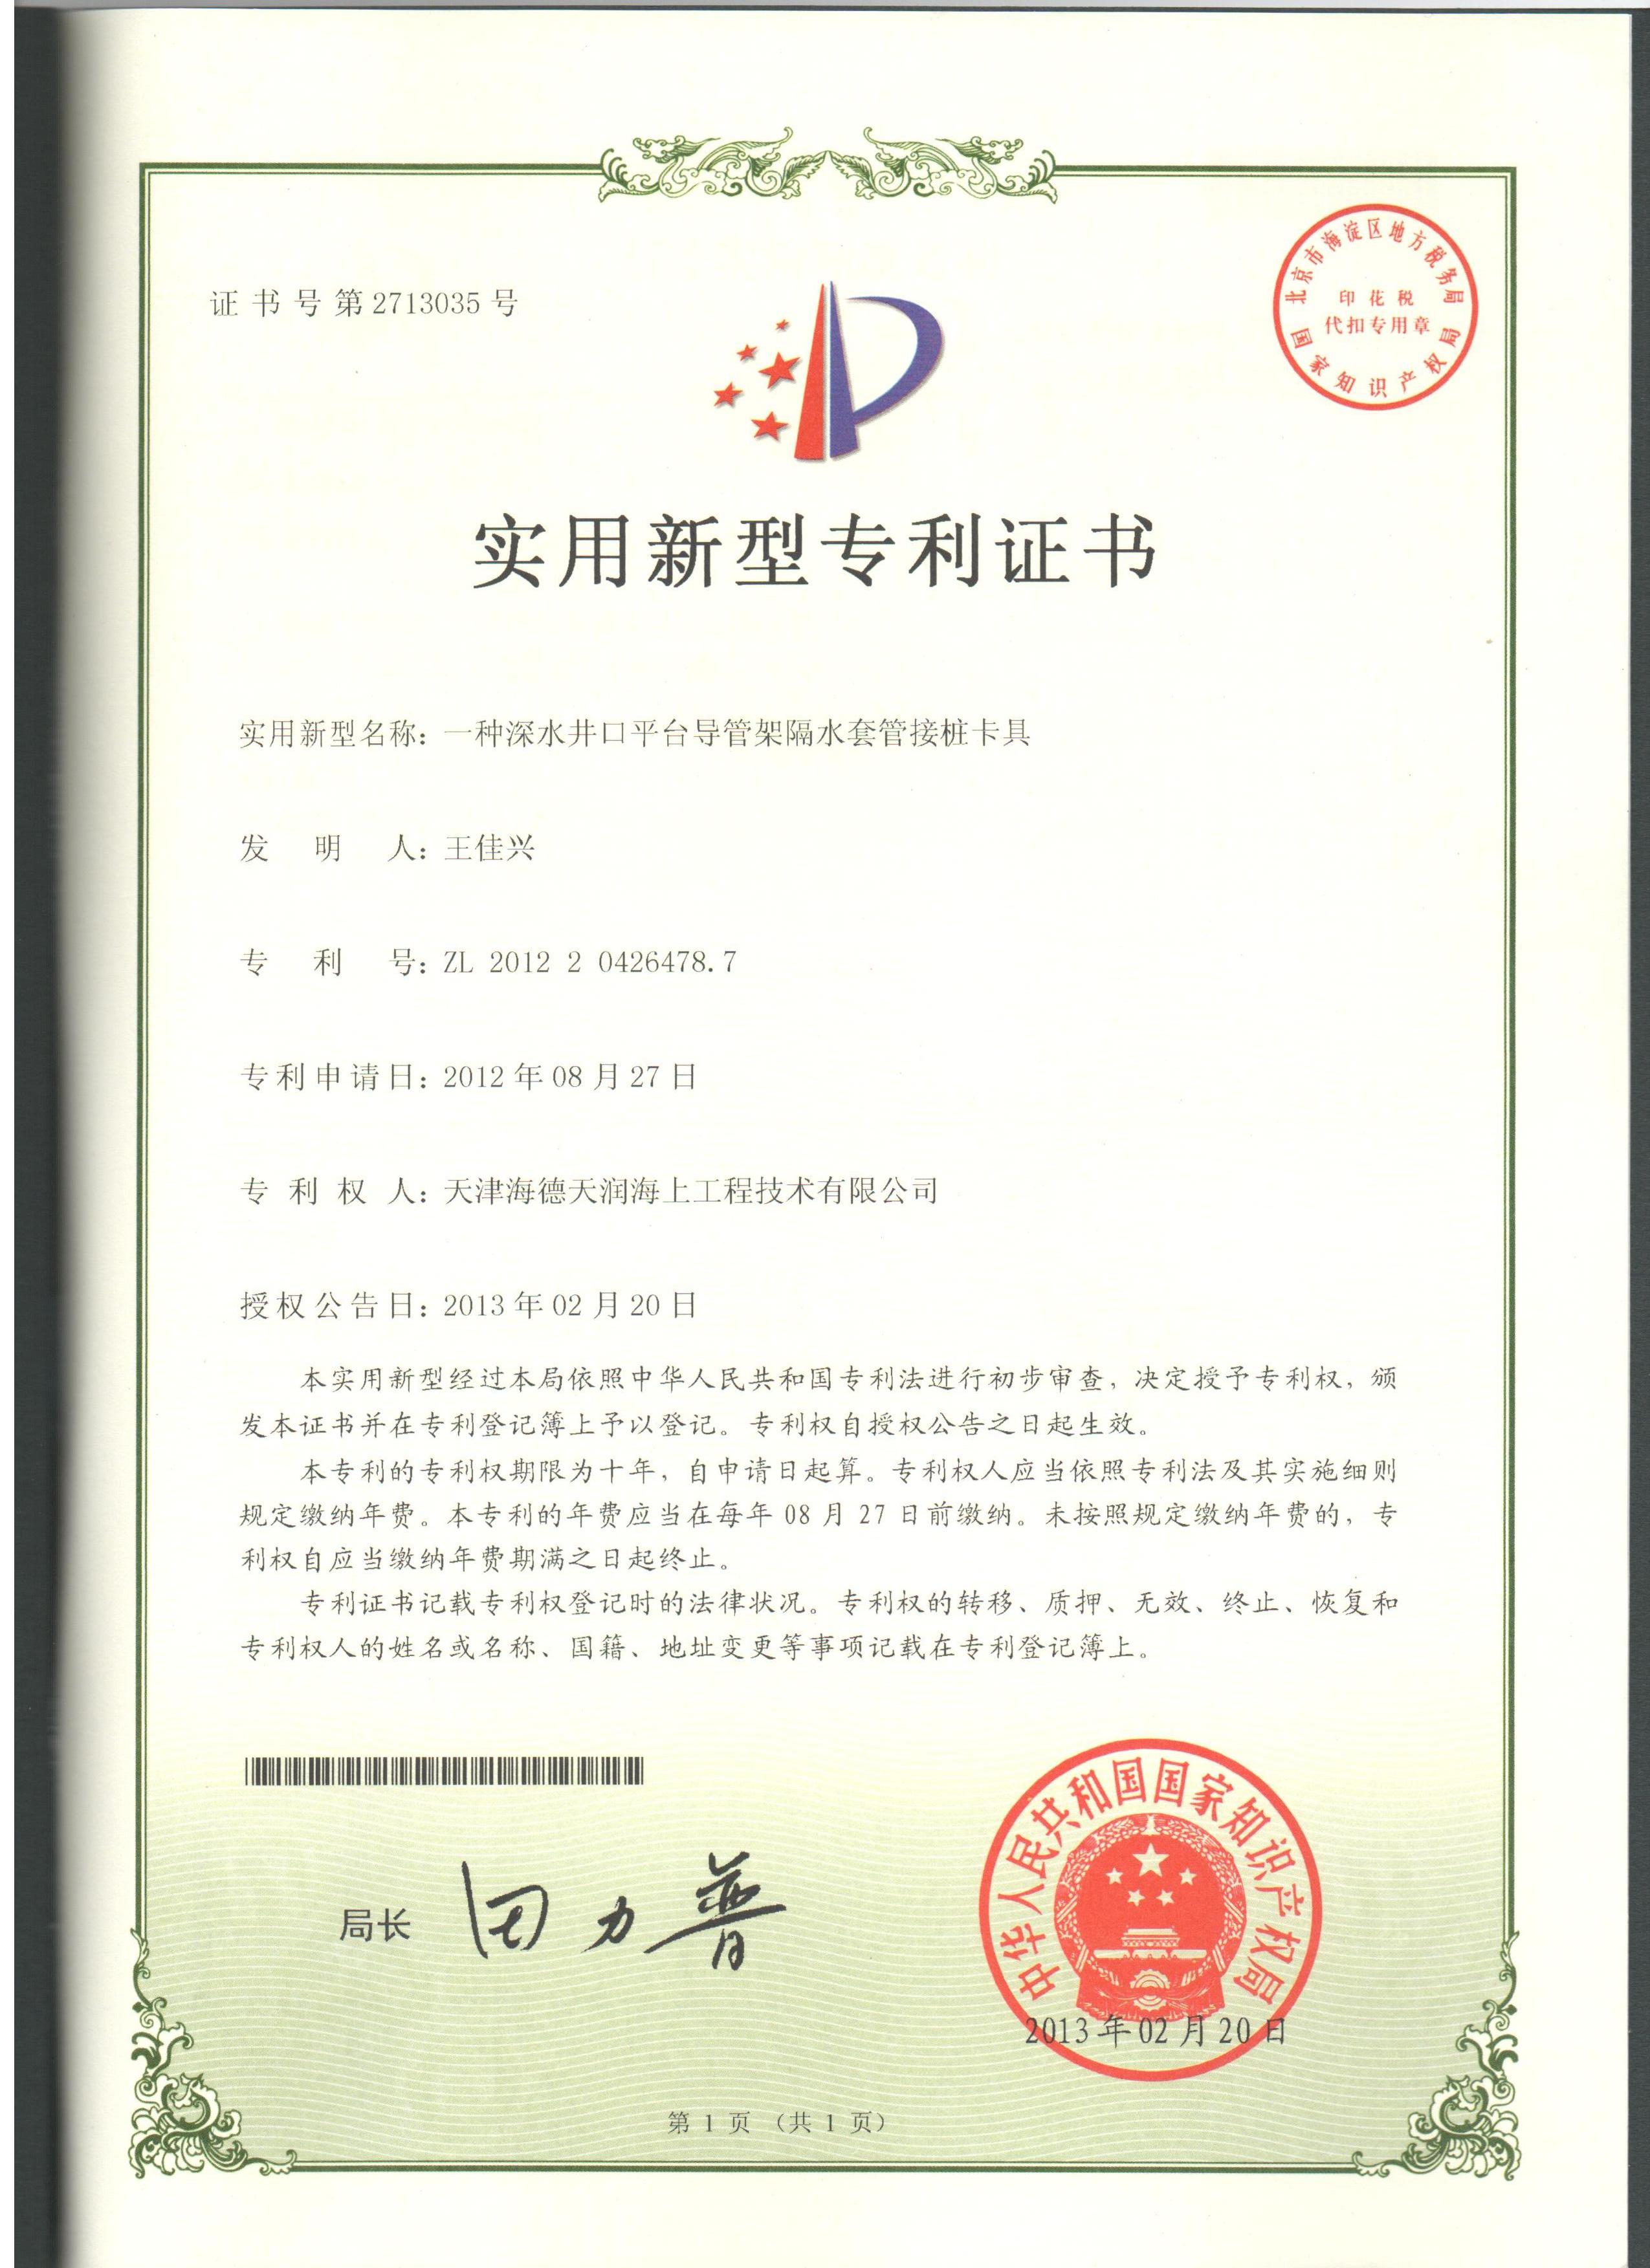 证书号第2713035号
北京市海淀区地方税务局
印花税
代扣专用章
国家知识产权局
实用新型专利证书
实用新型名称：一种深水井口平台导管架隔水套管接桩卡具
发明人：王佳兴
专利号：ZL 2012 2 0426478.7
专利申请日：2012年08月27日
专利权人：天津海德天润海上工程技术有限公司
授权公告日：2013年02月20日
本实用新型经过本局依照中华人民共和国专利法进行初步审查，决定授予专利权，颁
发本证书并在专利登记簿上予以登记。专利权自授权公告之日起生效。
本专利的专利权期限为十年，自申请日起算。专利权人应当依照专利法及其实施细则
规定缴纳年费。本专利的年费应当在每年08月27日前缴纳。未按照规定缴纳年费的，专
利权自应当缴纳年费期满之日起终止。
专利证书记载专利权登记时的法律状况。专利权的转移、质押、无效、终止、恢复和
专利权人的姓名或名称、国籍、地址变更等事项记载在专利登记簿上。
局长 田力普
中华人民共和国国家知识产权局
2013年02月20日
第1页（共1页）